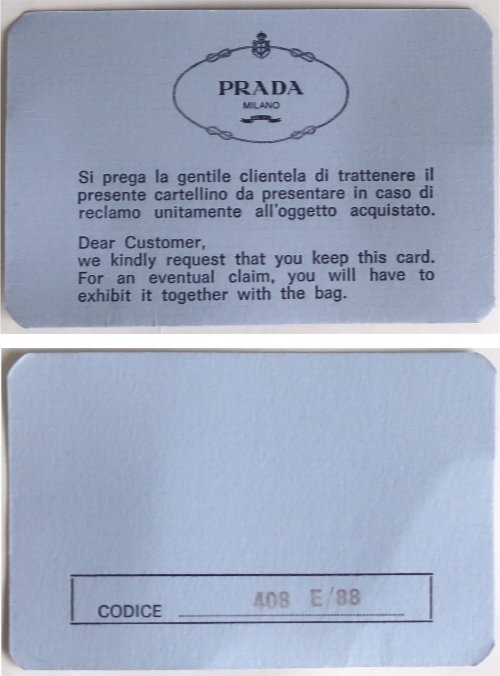 PRADA
MILANO
Si prega la gentile clientela di trattenere il
presente cartellino da presentare in caso di
reclamo unitamente all'oggetto acquistato.
Dear Customer,
we kindly request that you keep this card.
For an eventual claim, you will have to
exhibit it together with the bag.
CODICE 408 E/88